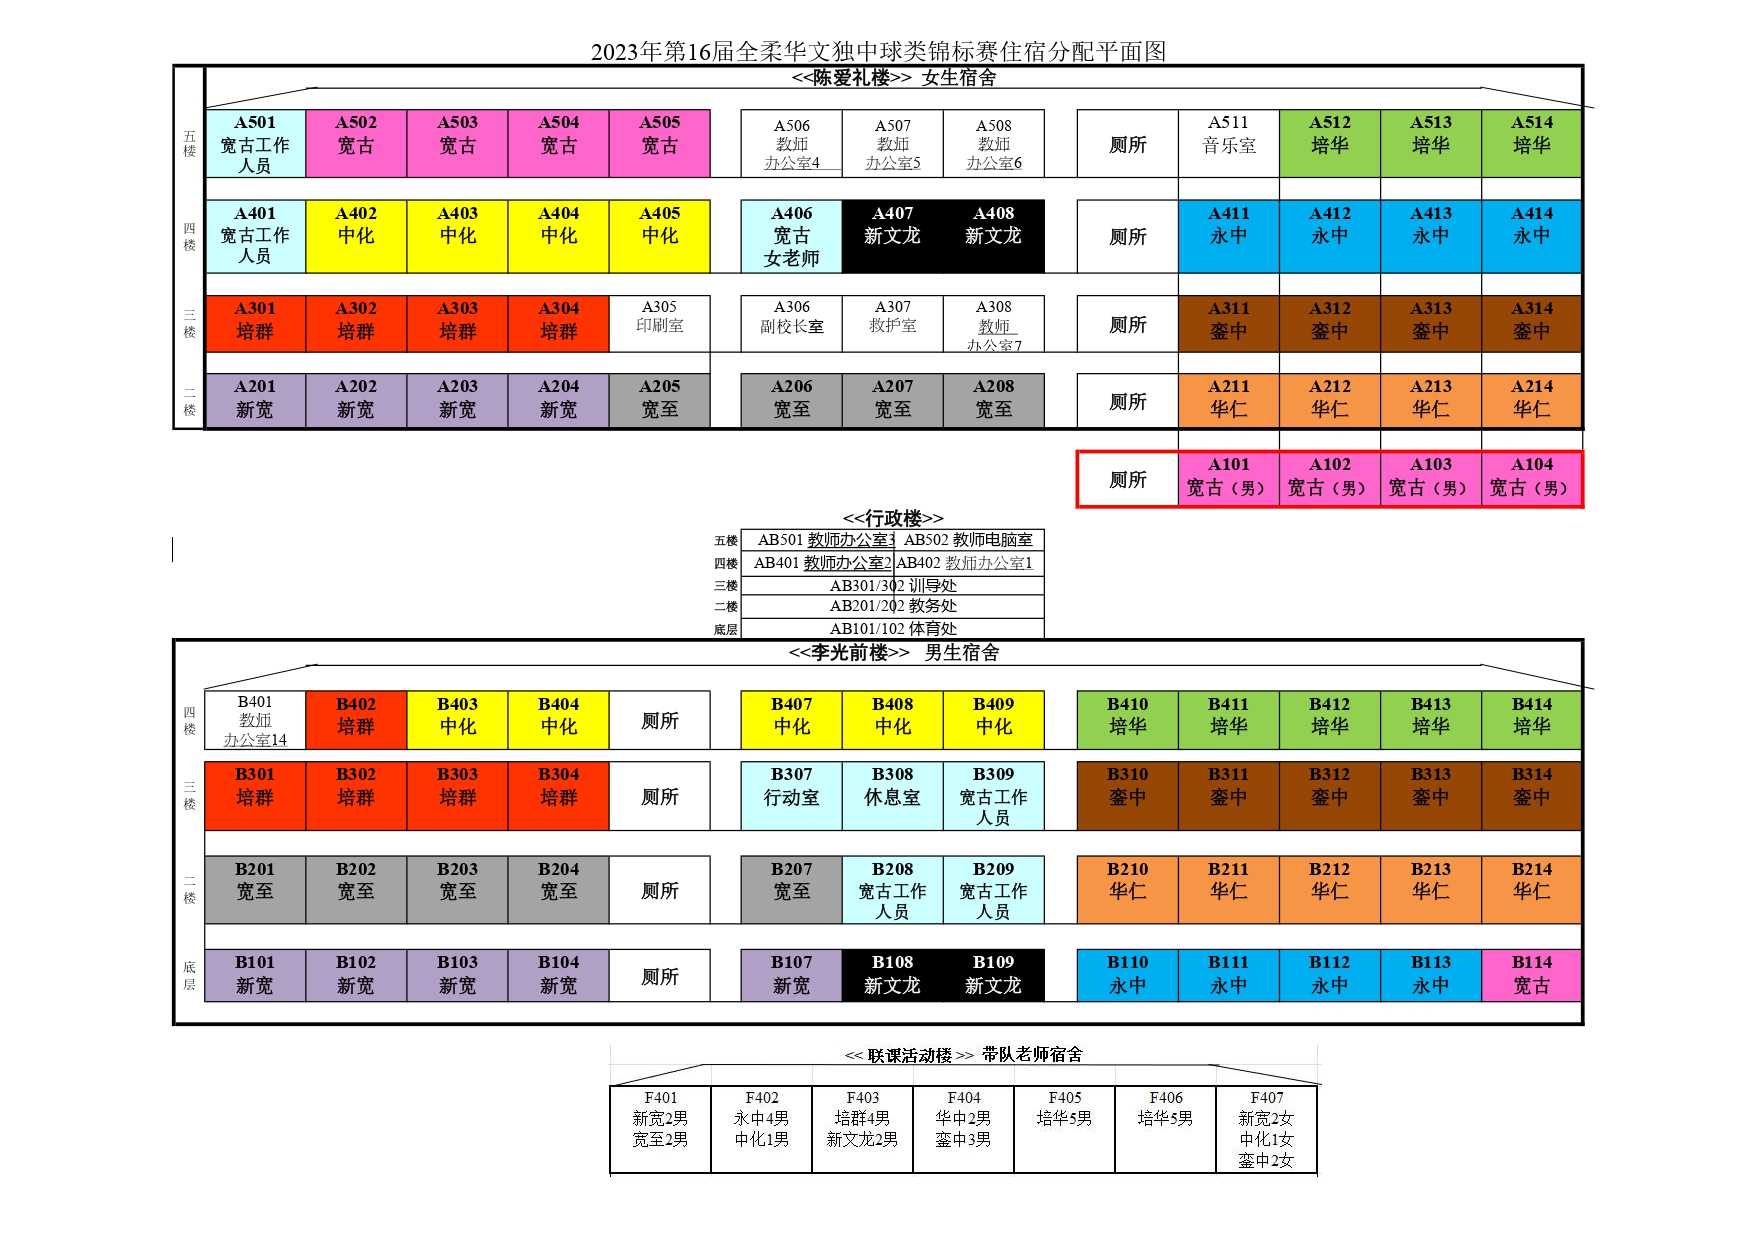 2023年第16届全柔华文独中球类锦标赛住宿分配平面图
<<陈爱礼楼>> 女生宿舍
五楼
A501 A502 A503 A504 A505 A506 A507 A508 厕所 A511 A512 A513 A514
宽古工作 宽古 宽古 宽古 宽古 教师 教师 教师 音乐室 培华 培华 培华
人员 办公室4 办公室5 办公室6
四楼
A401 A402 A403 A404 A405 A406 A407 A408 厕所 A411 A412 A413 A414
宽古工作 中化 中化 中化 中化 宽古 新文龙 新文龙 永中 永中 永中 永中
人员 女老师
三楼
A301 A302 A303 A304 A305 A306 A307 A308 厕所 A311 A312 A313 A314
培群 培群 培群 培群 印刷室 副校长室 救护室 教师 銮中 銮中 銮中 銮中
办公室7
二楼
A201 A202 A203 A204 A205 A206 A207 A208 厕所 A211 A212 A213 A214
新宽 新宽 新宽 新宽 宽至 宽至 宽至 宽至 华仁 华仁 华仁 华仁
厕所 A101 A102 A103 A104
宽古（男） 宽古（男） 宽古（男） 宽古（男）
<<行政楼>>
五楼 AB501 教师办公室3 AB502 教师电脑室
四楼 AB401 教师办公室2 AB402 教师办公室1
三楼 AB301/302 训导处
二楼 AB201/202 教务处
底层 AB101/102 体育处
<<李光前楼>> 男生宿舍
四楼
B401 B402 B403 B404 厕所 B407 B408 B409 B410 B411 B412 B413 B414
教师 培群 中化 中化 中化 中化 中化 培华 培华 培华 培华 培华
办公室14
三楼
B301 B302 B303 B304 厕所 B307 B308 B309 B310 B311 B312 B313 B314
培群 培群 培群 培群 行动室 休息室 宽古工作 銮中 銮中 銮中 銮中 銮中
人员
二楼
B201 B202 B203 B204 厕所 B207 B208 B209 B210 B211 B212 B213 B214
宽至 宽至 宽至 宽至 宽至 宽古工作 宽古工作 华仁 华仁 华仁 华仁 华仁
人员 人员
底层
B101 B102 B103 B104 厕所 B107 B108 B109 B110 B111 B112 B113 B114
新宽 新宽 新宽 新宽 新宽 新文龙 新文龙 永中 永中 永中 永中 宽古
<< 联课活动楼 >> 带队老师宿舍
F401 F402 F403 F404 F405 F406 F407
新宽2男 永中4男 培群4男 华中2男 培华5男 培华5男 新宽2女
宽至2男 中化1男 新文龙2男 銮中3男 中化1女
銮中2女